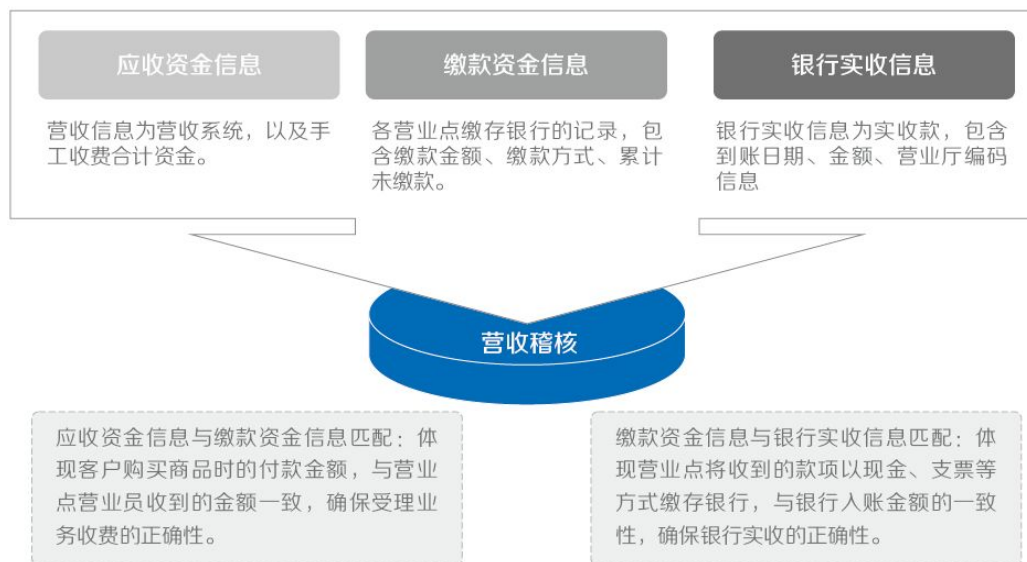 应收资金信息
缴款资金信息
银行实收信息
营收信息为营收系统，以及手
工收费合计资金。
各营业点缴存银行的记录，包
含缴款金额、缴款方式、累计
未缴款。
银行实收信息为实收款，包含
到账日期、金额、营业厅编码
信息
营收稽核
应收资金信息与缴款资金信息匹配：体
现客户购买商品时的付款金额，与营业
点营业员收到的金额一致，确保受理业
务收费的正确性。
缴款资金信息与银行实收信息匹配：体
现营业点将收到的款项以现金、支票等
方式缴存银行，与银行入账金额的一致
性，确保银行实收的正确性。